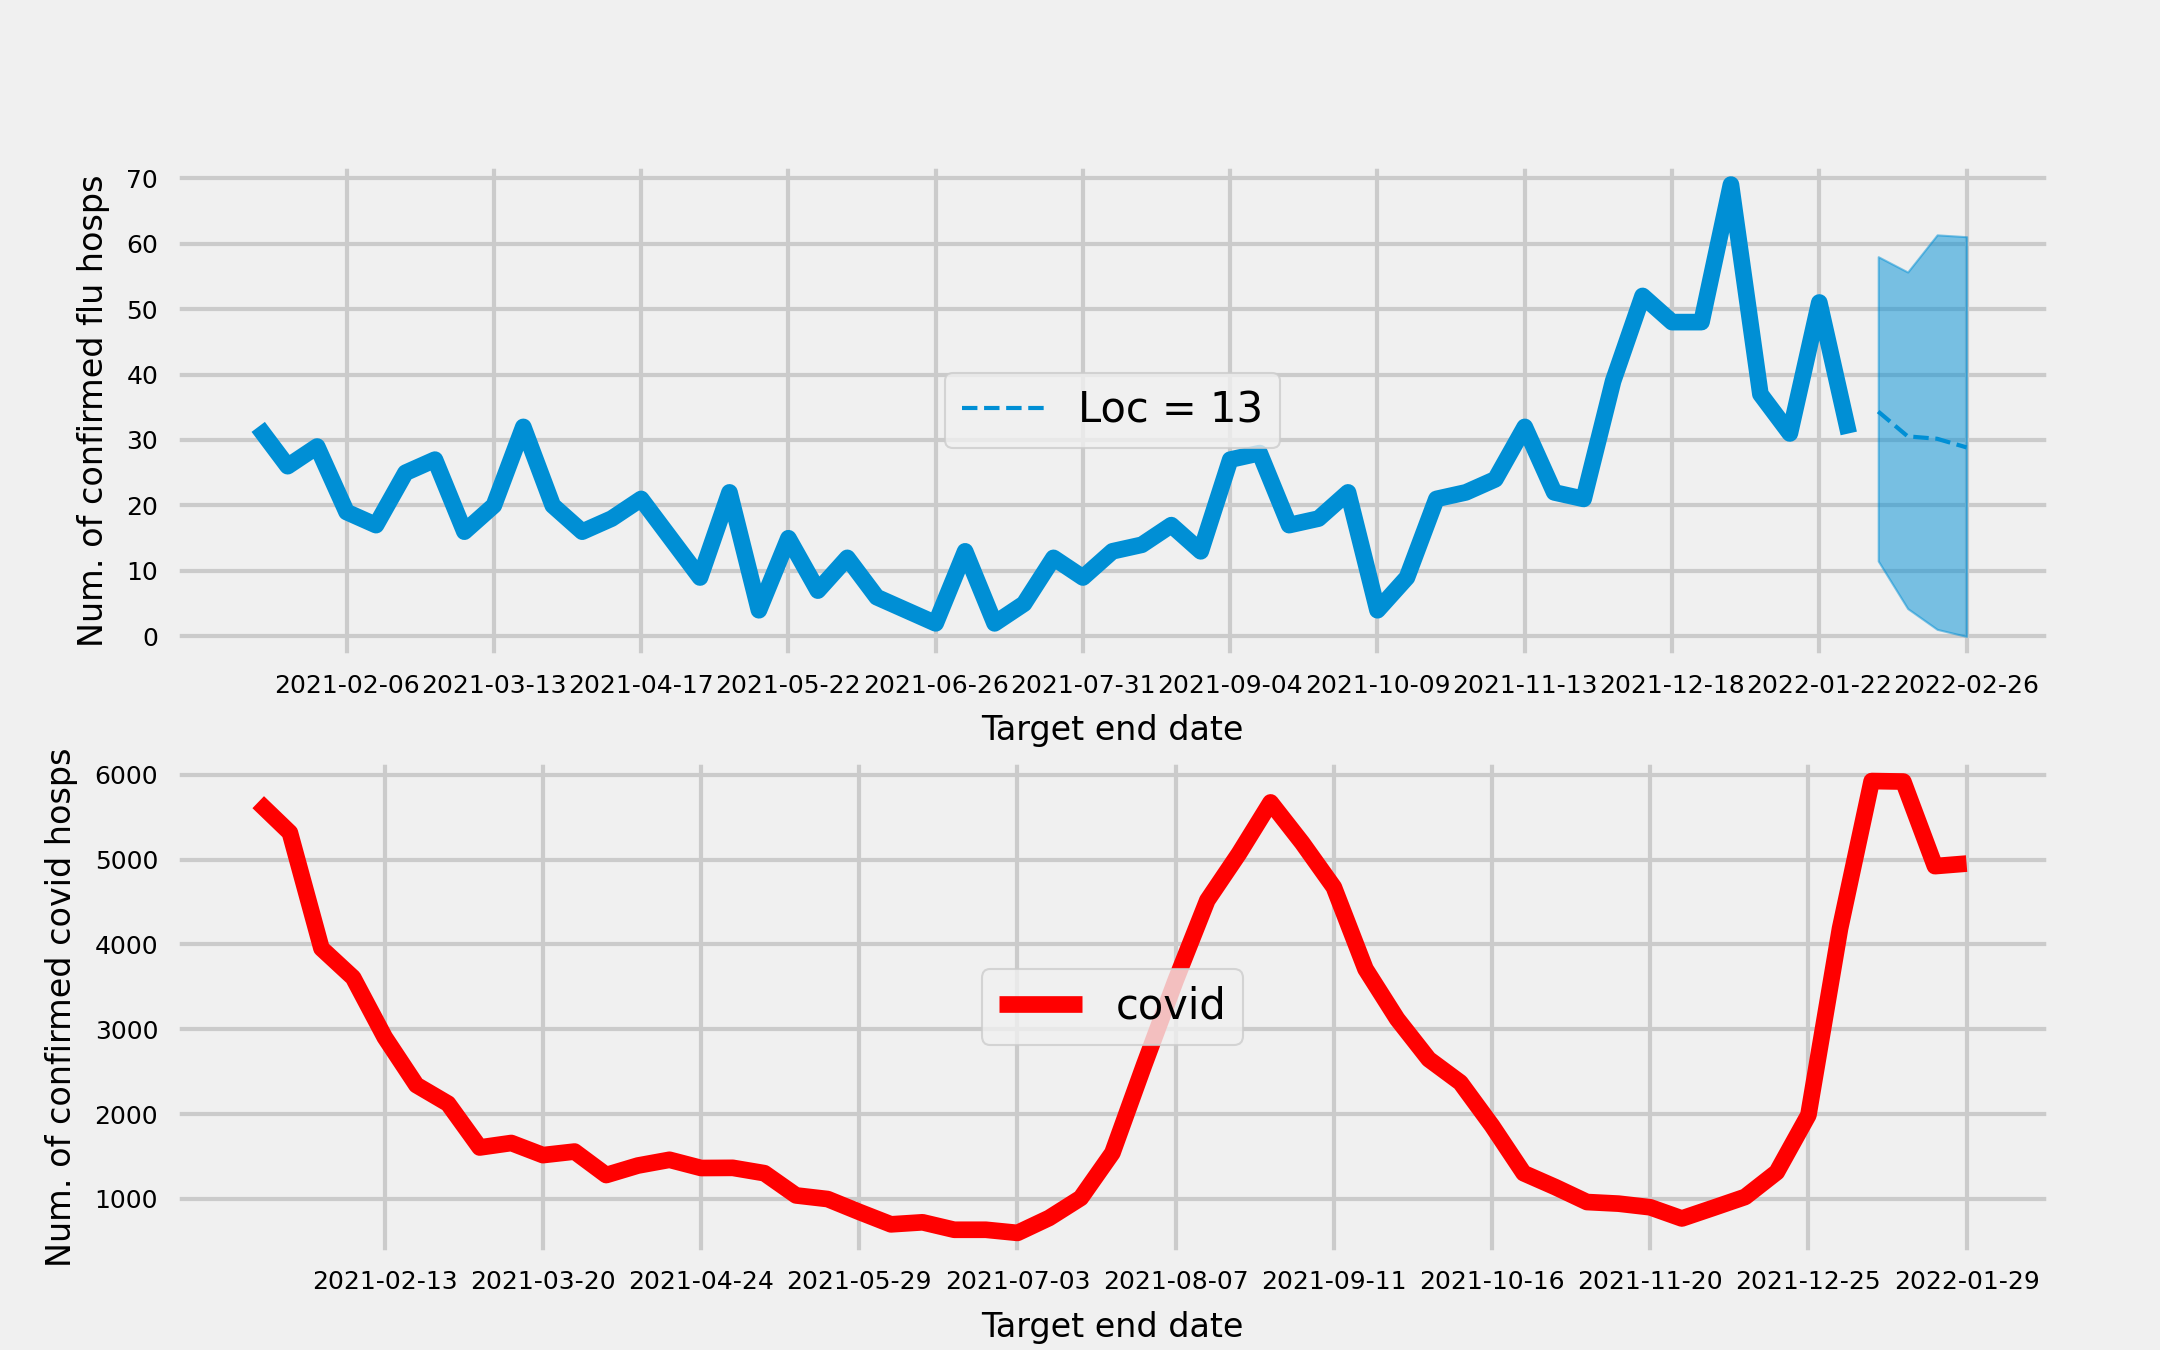 Num. of confirmed flu hosps
70
60
50
40
30
20
10
0
Loc = 13
2021-02-06 2021-03-13 2021-04-17 2021-05-22 2021-06-26 2021-07-31 2021-09-04 2021-10-09 2021-11-13 2021-12-18 2022-01-22 2022-02-26
Target end date
Num. of confirmed covid hosps
6000
5000
4000
3000
2000
1000
covid
2021-02-13 2021-03-20 2021-04-24 2021-05-29 2021-07-03 2021-08-07 2021-09-11 2021-10-16 2021-11-20 2021-12-25 2022-01-29
Target end date